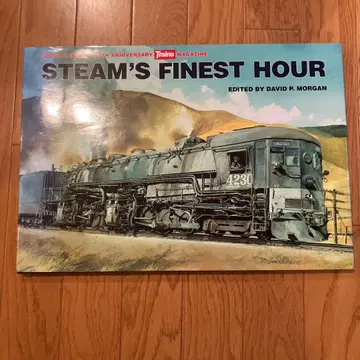 ANNIVERSARY Trains MAGAZINE
STEAM'S FINEST HOUR
EDITED BY DAVID P. MORGAN
4230